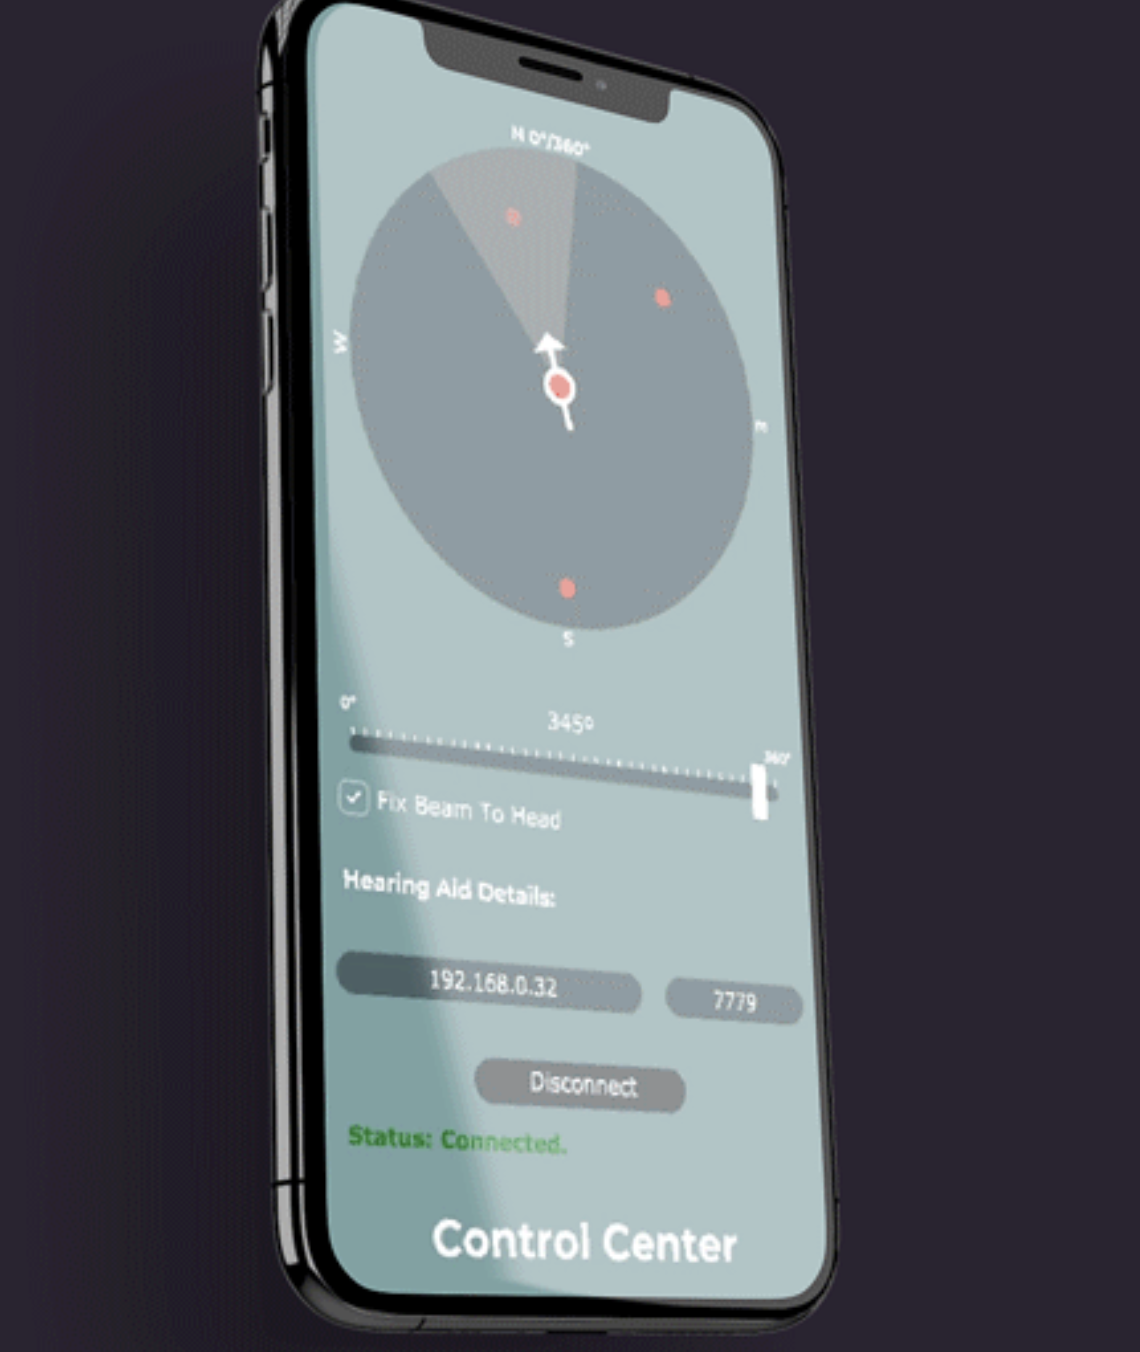 N 0°/360°
W
E
S
0°
345º
360°
Fix Beam To Head
Hearing Aid Details:
192.168.0.32
7779
Disconnect
Status: Connected.
Control Center